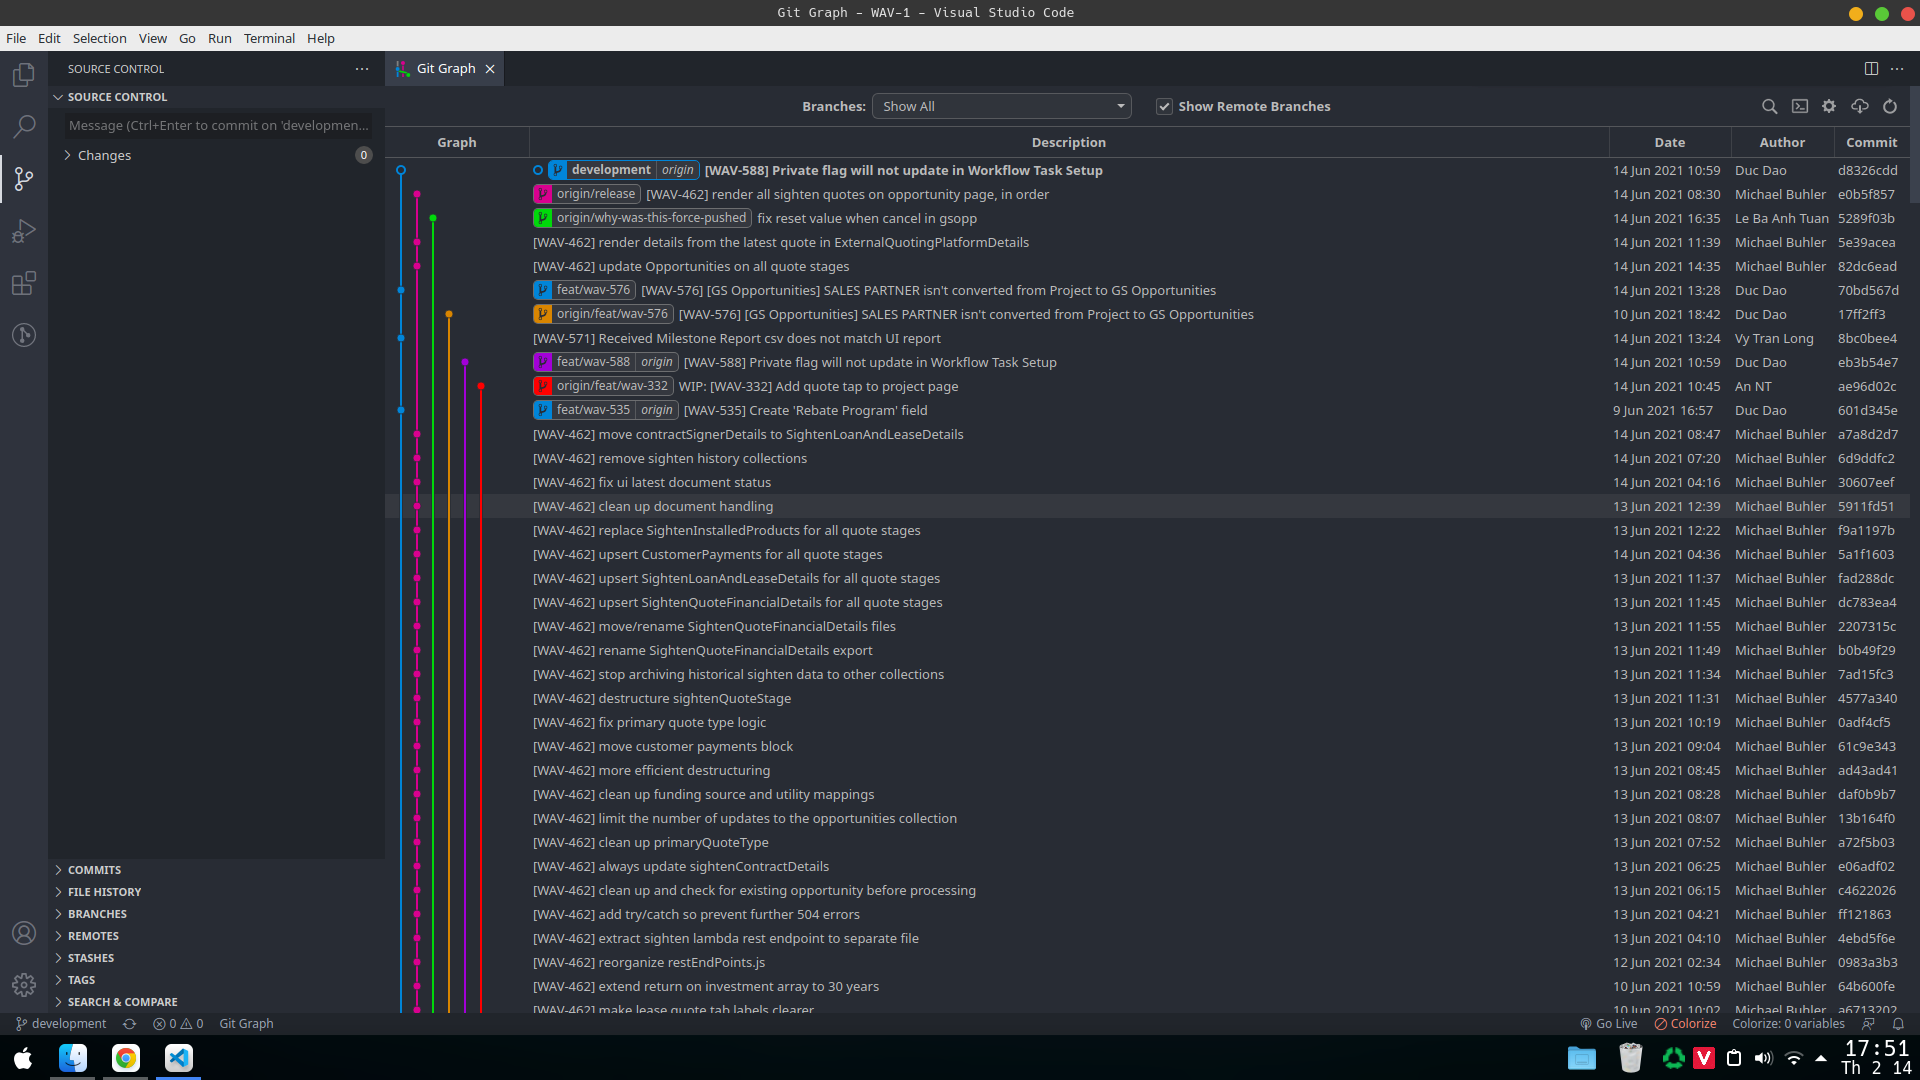 Git Graph - WAV-1 - Visual Studio Code
File Edit Selection View Go Run Terminal Help
SOURCE CONTROL
Git Graph
SOURCE CONTROL
Message (Ctrl+Enter to commit on 'developmen...
Changes 0
Branches: Show All Show Remote Branches
Graph Description Date Author Commit
development origin [WAV-588] Private flag will not update in Workflow Task Setup 14 Jun 2021 10:59 Duc Dao d8326cdd
origin/release [WAV-462] render all sighten quotes on opportunity page, in order 14 Jun 2021 08:30 Michael Buhler e0b5f857
origin/why-was-this-force-pushed fix reset value when cancel in gsopp 14 Jun 2021 16:35 Le Ba Anh Tuan 5289f03b
[WAV-462] render details from the latest quote in ExternalQuotingPlatformDetails 14 Jun 2021 11:39 Michael Buhler 5e39acea
[WAV-462] update Opportunities on all quote stages 14 Jun 2021 14:35 Michael Buhler 82dc6ead
feat/wav-576 [WAV-576] [GS Opportunities] SALES PARTNER isn't converted from Project to GS Opportunities 14 Jun 2021 13:28 Duc Dao 70bd567d
origin/feat/wav-576 [WAV-576] [GS Opportunities] SALES PARTNER isn't converted from Project to GS Opportunities 10 Jun 2021 18:42 Duc Dao 17ff2ff3
[WAV-571] Received Milestone Report csv does not match UI report 14 Jun 2021 13:24 Vy Tran Long 8bc0bee4
feat/wav-588 origin [WAV-588] Private flag will not update in Workflow Task Setup 14 Jun 2021 10:59 Duc Dao eb3b54e7
origin/feat/wav-332 WIP: [WAV-332] Add quote tap to project page 14 Jun 2021 10:45 An NT ae96d02c
feat/wav-535 origin [WAV-535] Create 'Rebate Program' field 9 Jun 2021 16:57 Duc Dao 601d345e
[WAV-462] move contractSignerDetails to SightenLoanAndLeaseDetails 14 Jun 2021 08:47 Michael Buhler a7a8d2d7
[WAV-462] remove sighten history collections 14 Jun 2021 07:20 Michael Buhler 6d9ddfc2
[WAV-462] fix ui latest document status 14 Jun 2021 04:16 Michael Buhler 30607eef
[WAV-462] clean up document handling 13 Jun 2021 12:39 Michael Buhler 5911fd51
[WAV-462] replace SightenInstalledProducts for all quote stages 13 Jun 2021 12:22 Michael Buhler f9a1197b
[WAV-462] upsert CustomerPayments for all quote stages 14 Jun 2021 04:36 Michael Buhler 5a1f1603
[WAV-462] upsert SightenLoanAndLeaseDetails for all quote stages 13 Jun 2021 11:37 Michael Buhler fad288dc
[WAV-462] upsert SightenQuoteFinancialDetails for all quote stages 13 Jun 2021 11:45 Michael Buhler dc783ea4
[WAV-462] move/rename SightenQuoteFinancialDetails files 13 Jun 2021 11:55 Michael Buhler 2207315c
[WAV-462] rename SightenQuoteFinancialDetails export 13 Jun 2021 11:49 Michael Buhler b0b49f29
[WAV-462] stop archiving historical sighten data to other collections 13 Jun 2021 11:34 Michael Buhler 7ad15fc3
[WAV-462] destructure sightenQuoteStage 13 Jun 2021 11:31 Michael Buhler 4577a340
[WAV-462] fix primary quote type logic 13 Jun 2021 10:19 Michael Buhler 0adf4cf5
[WAV-462] move customer payments block 13 Jun 2021 09:04 Michael Buhler 61c9e343
[WAV-462] more efficient destructuring 13 Jun 2021 08:45 Michael Buhler ad43ad41
[WAV-462] clean up funding source and utility mappings 13 Jun 2021 08:28 Michael Buhler daf0b9b7
[WAV-462] limit the number of updates to the opportunities collection 13 Jun 2021 08:07 Michael Buhler 13b164f0
[WAV-462] clean up primaryQuoteType 13 Jun 2021 07:52 Michael Buhler a72f5b03
[WAV-462] always update sightenContractDetails 13 Jun 2021 06:25 Michael Buhler e06adf02
[WAV-462] clean up and check for existing opportunity before processing 13 Jun 2021 06:15 Michael Buhler c4622026
[WAV-462] add try/catch so prevent further 504 errors 13 Jun 2021 04:21 Michael Buhler ff121863
[WAV-462] extract sighten lambda rest endpoint to separate file 13 Jun 2021 04:10 Michael Buhler 4ebd5f6e
[WAV-462] reorganize restEndPoints.js 12 Jun 2021 02:34 Michael Buhler 0983a3b3
[WAV-462] extend return on investment array to 30 years 10 Jun 2021 10:59 Michael Buhler 64b600fe
[WAV-462] make lease quote tab labels clearer 10 Jun 2021 10:02 Michael Buhler a6713202
COMMITS
FILE HISTORY
BRANCHES
REMOTES
STASHES
TAGS
SEARCH & COMPARE
development 0 0 Git Graph Go Live Colorize Colorize: 0 variables
17:51
Th 2 14